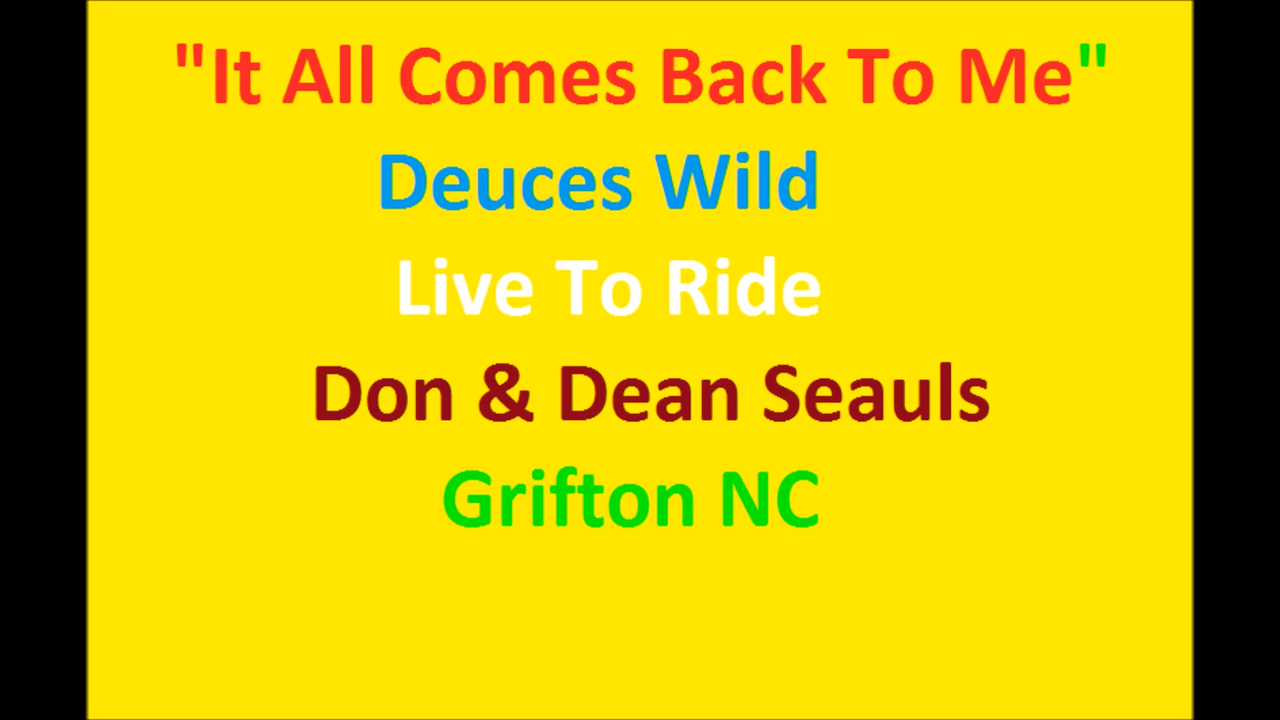 "It All Comes Back To Me"
Deuces Wild
Live To Ride
Don & Dean Seauls
Grifton NC